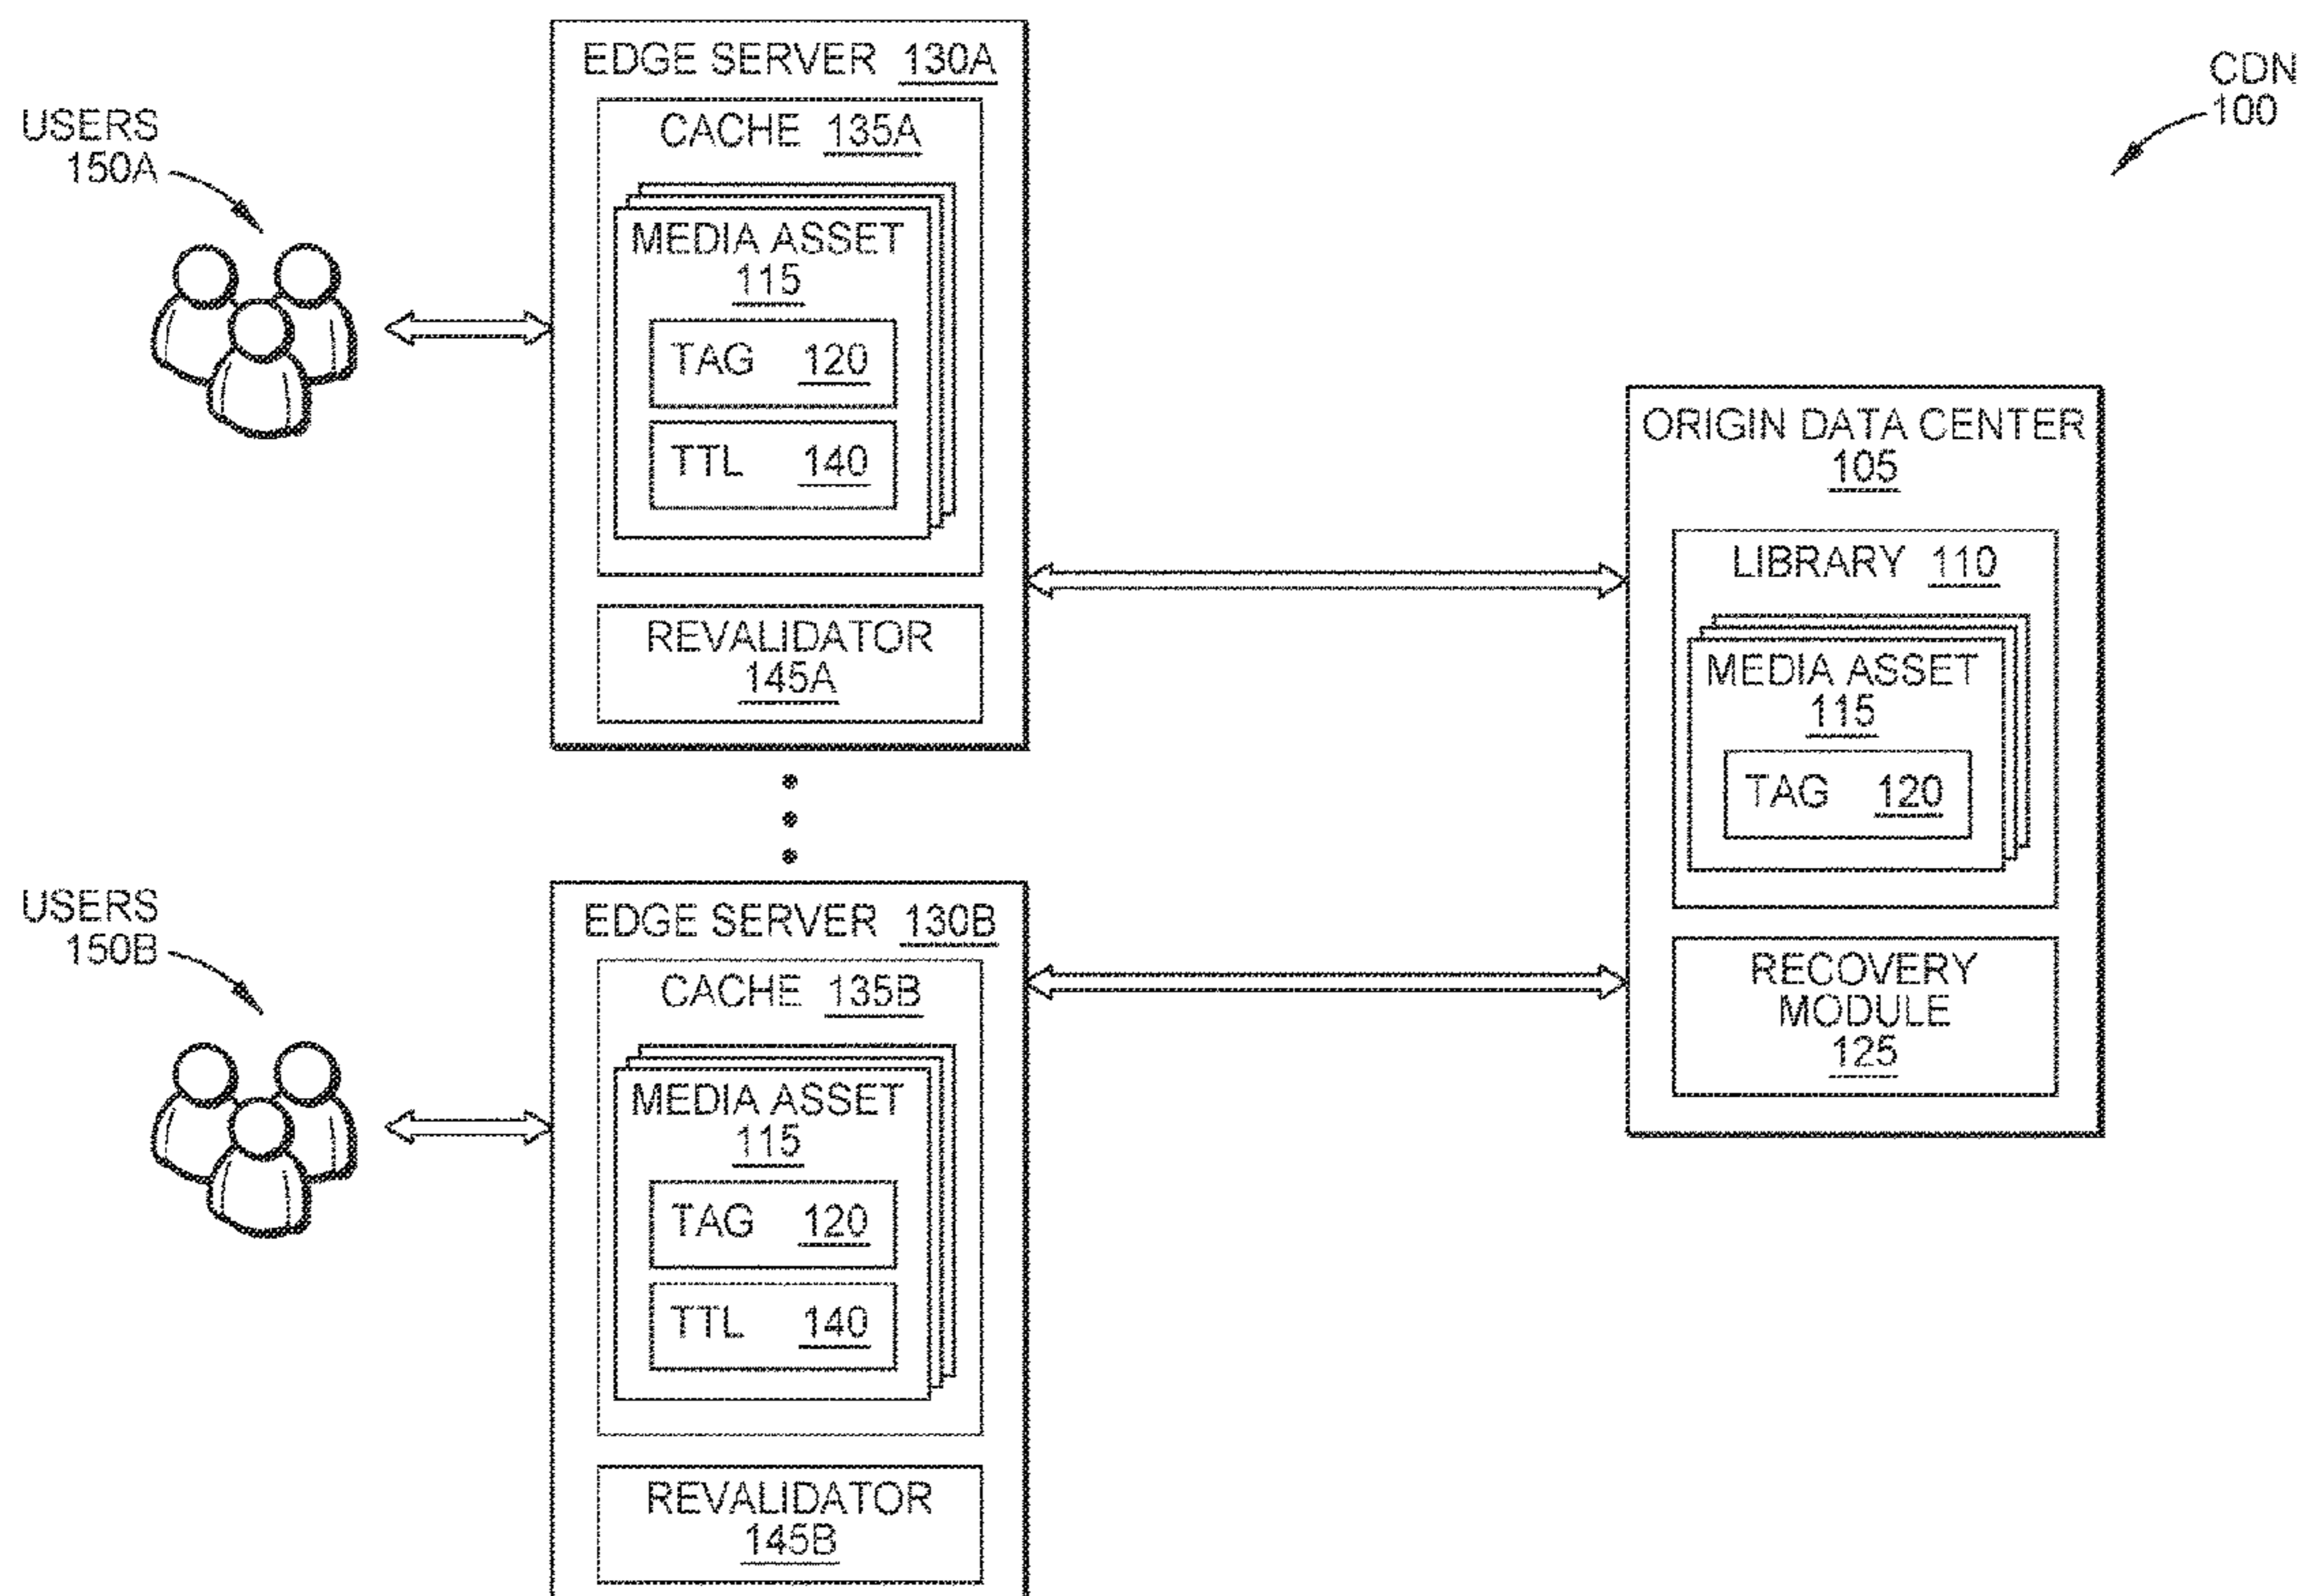 EDGE SERVER 130A
CACHE 135A
MEDIA ASSET
115
TAG 120
TTL 140
REVALIDATOR
145A
USERS
150A
CDN
100
ORIGIN DATA CENTER
105
LIBRARY 110
MEDIA ASSET
115
TAG 120
RECOVERY
MODULE
125
USERS
150B
EDGE SERVER 130B
CACHE 135B
MEDIA ASSET
115
TAG 120
TTL 140
REVALIDATOR
145B